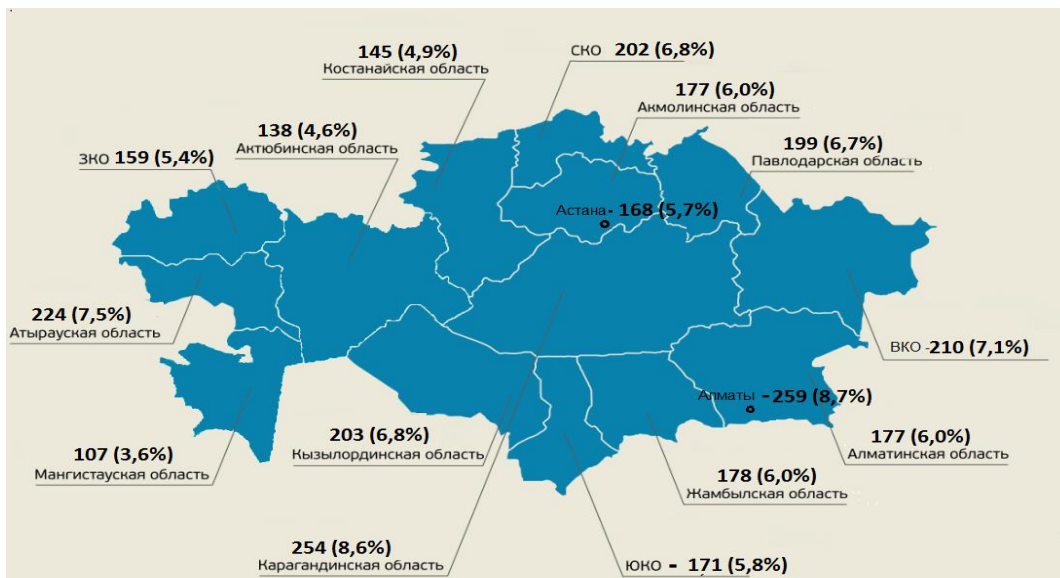 145 (4,9%)
Костанайская область
СКО 202 (6,8%)
177 (6,0%)
Акмолинская область
138 (4,6%)
Актюбинская область
199 (6,7%)
Павлодарская область
ЗКО 159 (5,4%)
Астана - 168 (5,7%)
224 (7,5%)
Атырауская область
ВКО -210 (7,1%)
Алматы - 259 (8,7%)
203 (6,8%)
Кызылординская область
177 (6,0%)
Алматинская область
107 (3,6%)
Мангистауская область
178 (6,0%)
Жамбылская область
254 (8,6%)
Карагандинская область
ЮКО - 171 (5,8%)